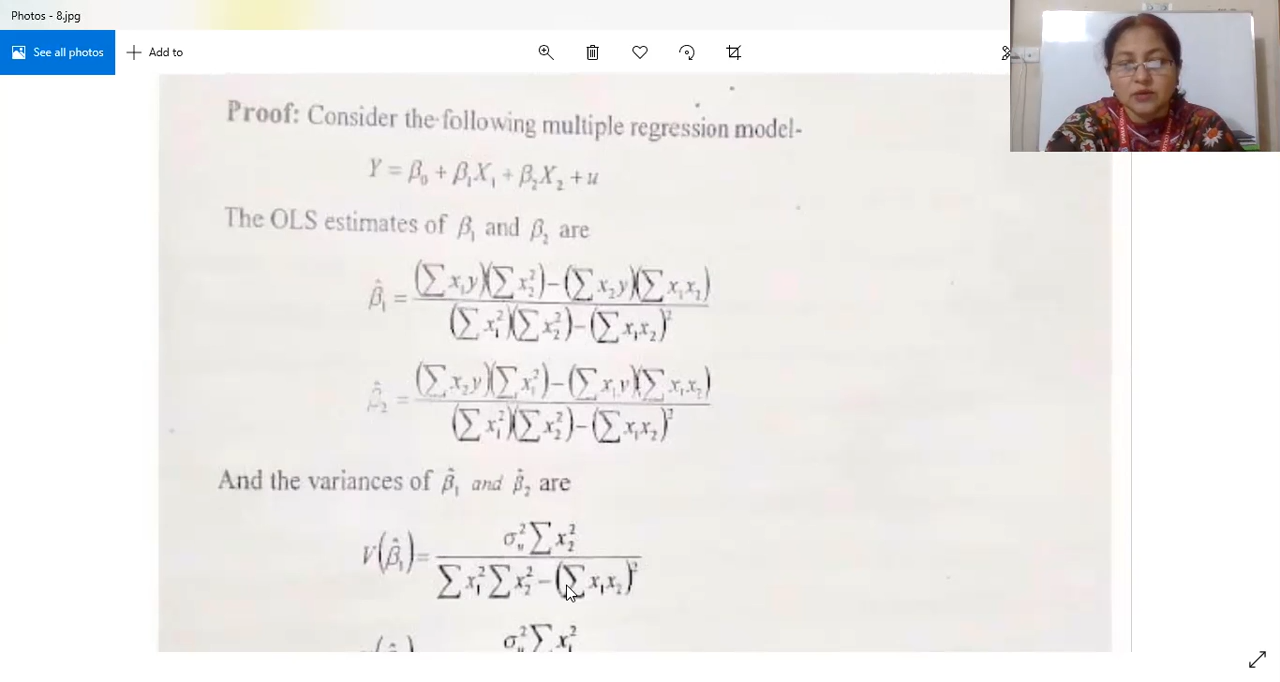 Photos - 8.jpg
See all photos
Add to
Proof: Consider the following multiple regression model-
Y = β₀ + β₁X₁ + β₂X₂ + u
The OLS estimates of β₁ and β₂ are
β̂₁ = (∑x₁y)(∑x₂²)−(∑x₂y)(∑x₁x₂) / (∑x₁²)(∑x₂²)−(∑x₁x₂)²
β̂₂ = (∑x₂y)(∑x₁²)−(∑x₁y)(∑x₁x₂) / (∑x₁²)(∑x₂²)−(∑x₁x₂)²
And the variances of β̂₁ and β̂₂ are
V(β̂₁) = σᵤ²∑x₂² / ∑x₁²∑x₂²−(∑x₁x₂)²
σᵤ²∑x₁²